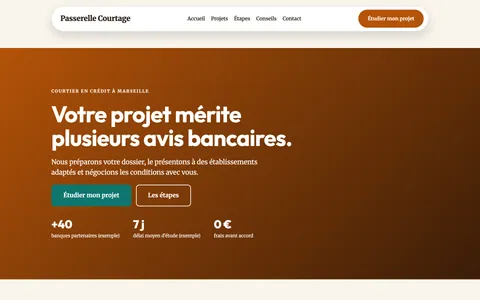 Passerelle Courtage
Accueil Projets Étapes Conseils Contact
Étudier mon projet
COURTIER EN CRÉDIT À MARSEILLE
Votre projet mérite
plusieurs avis bancaires.
Nous préparons votre dossier, le présentons à des établissements
adaptés et négocions les conditions avec vous.
Étudier mon projet
Les étapes
+40
banques partenaires (exemple)
7 j
délai moyen d'étude (exemple)
0 €
frais avant accord